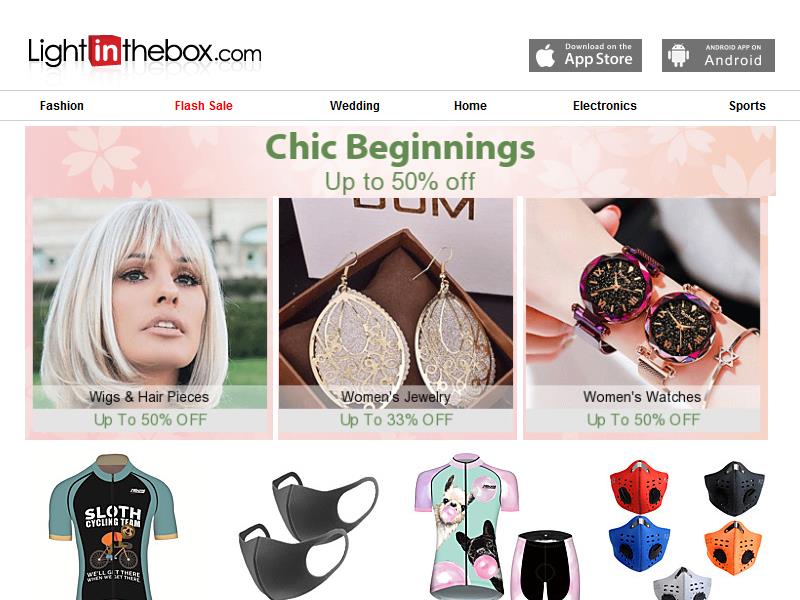 Lightinthebox.com
Download on the
App Store
ANDROID APP ON
Android
Fashion
Flash Sale
Wedding
Home
Electronics
Sports
Chic Beginnings
Up to 50% off
Wigs & Hair Pieces
Women's Jewelry
Women's Watches
Up To 50% OFF
Up To 33% OFF
Up To 50% OFF
SLOTH
CYCLING TEAM
WE'LL GET THERE
WHEN WE GET THERE